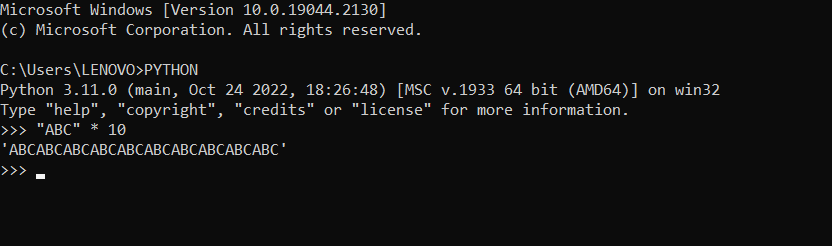 Microsoft Windows [Version 10.0.19044.2130]
(c) Microsoft Corporation. All rights reserved.
C:\Users\LENOVO>PYTHON
Python 3.11.0 (main, Oct 24 2022, 18:26:48) [MSC v.1933 64 bit (AMD64)] on win32
Type "help", "copyright", "credits" or "license" for more information.
>>> "ABC" * 10
'ABCABCABCABCABCABCABCABCABCABC'
>>>